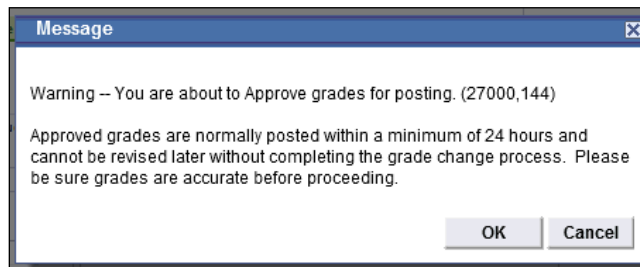 Message
Warning -- You are about to Approve grades for posting. (27000,144)
Approved grades are normally posted within a minimum of 24 hours and
cannot be revised later without completing the grade change process.  Please
be sure grades are accurate before proceeding.
OK Cancel